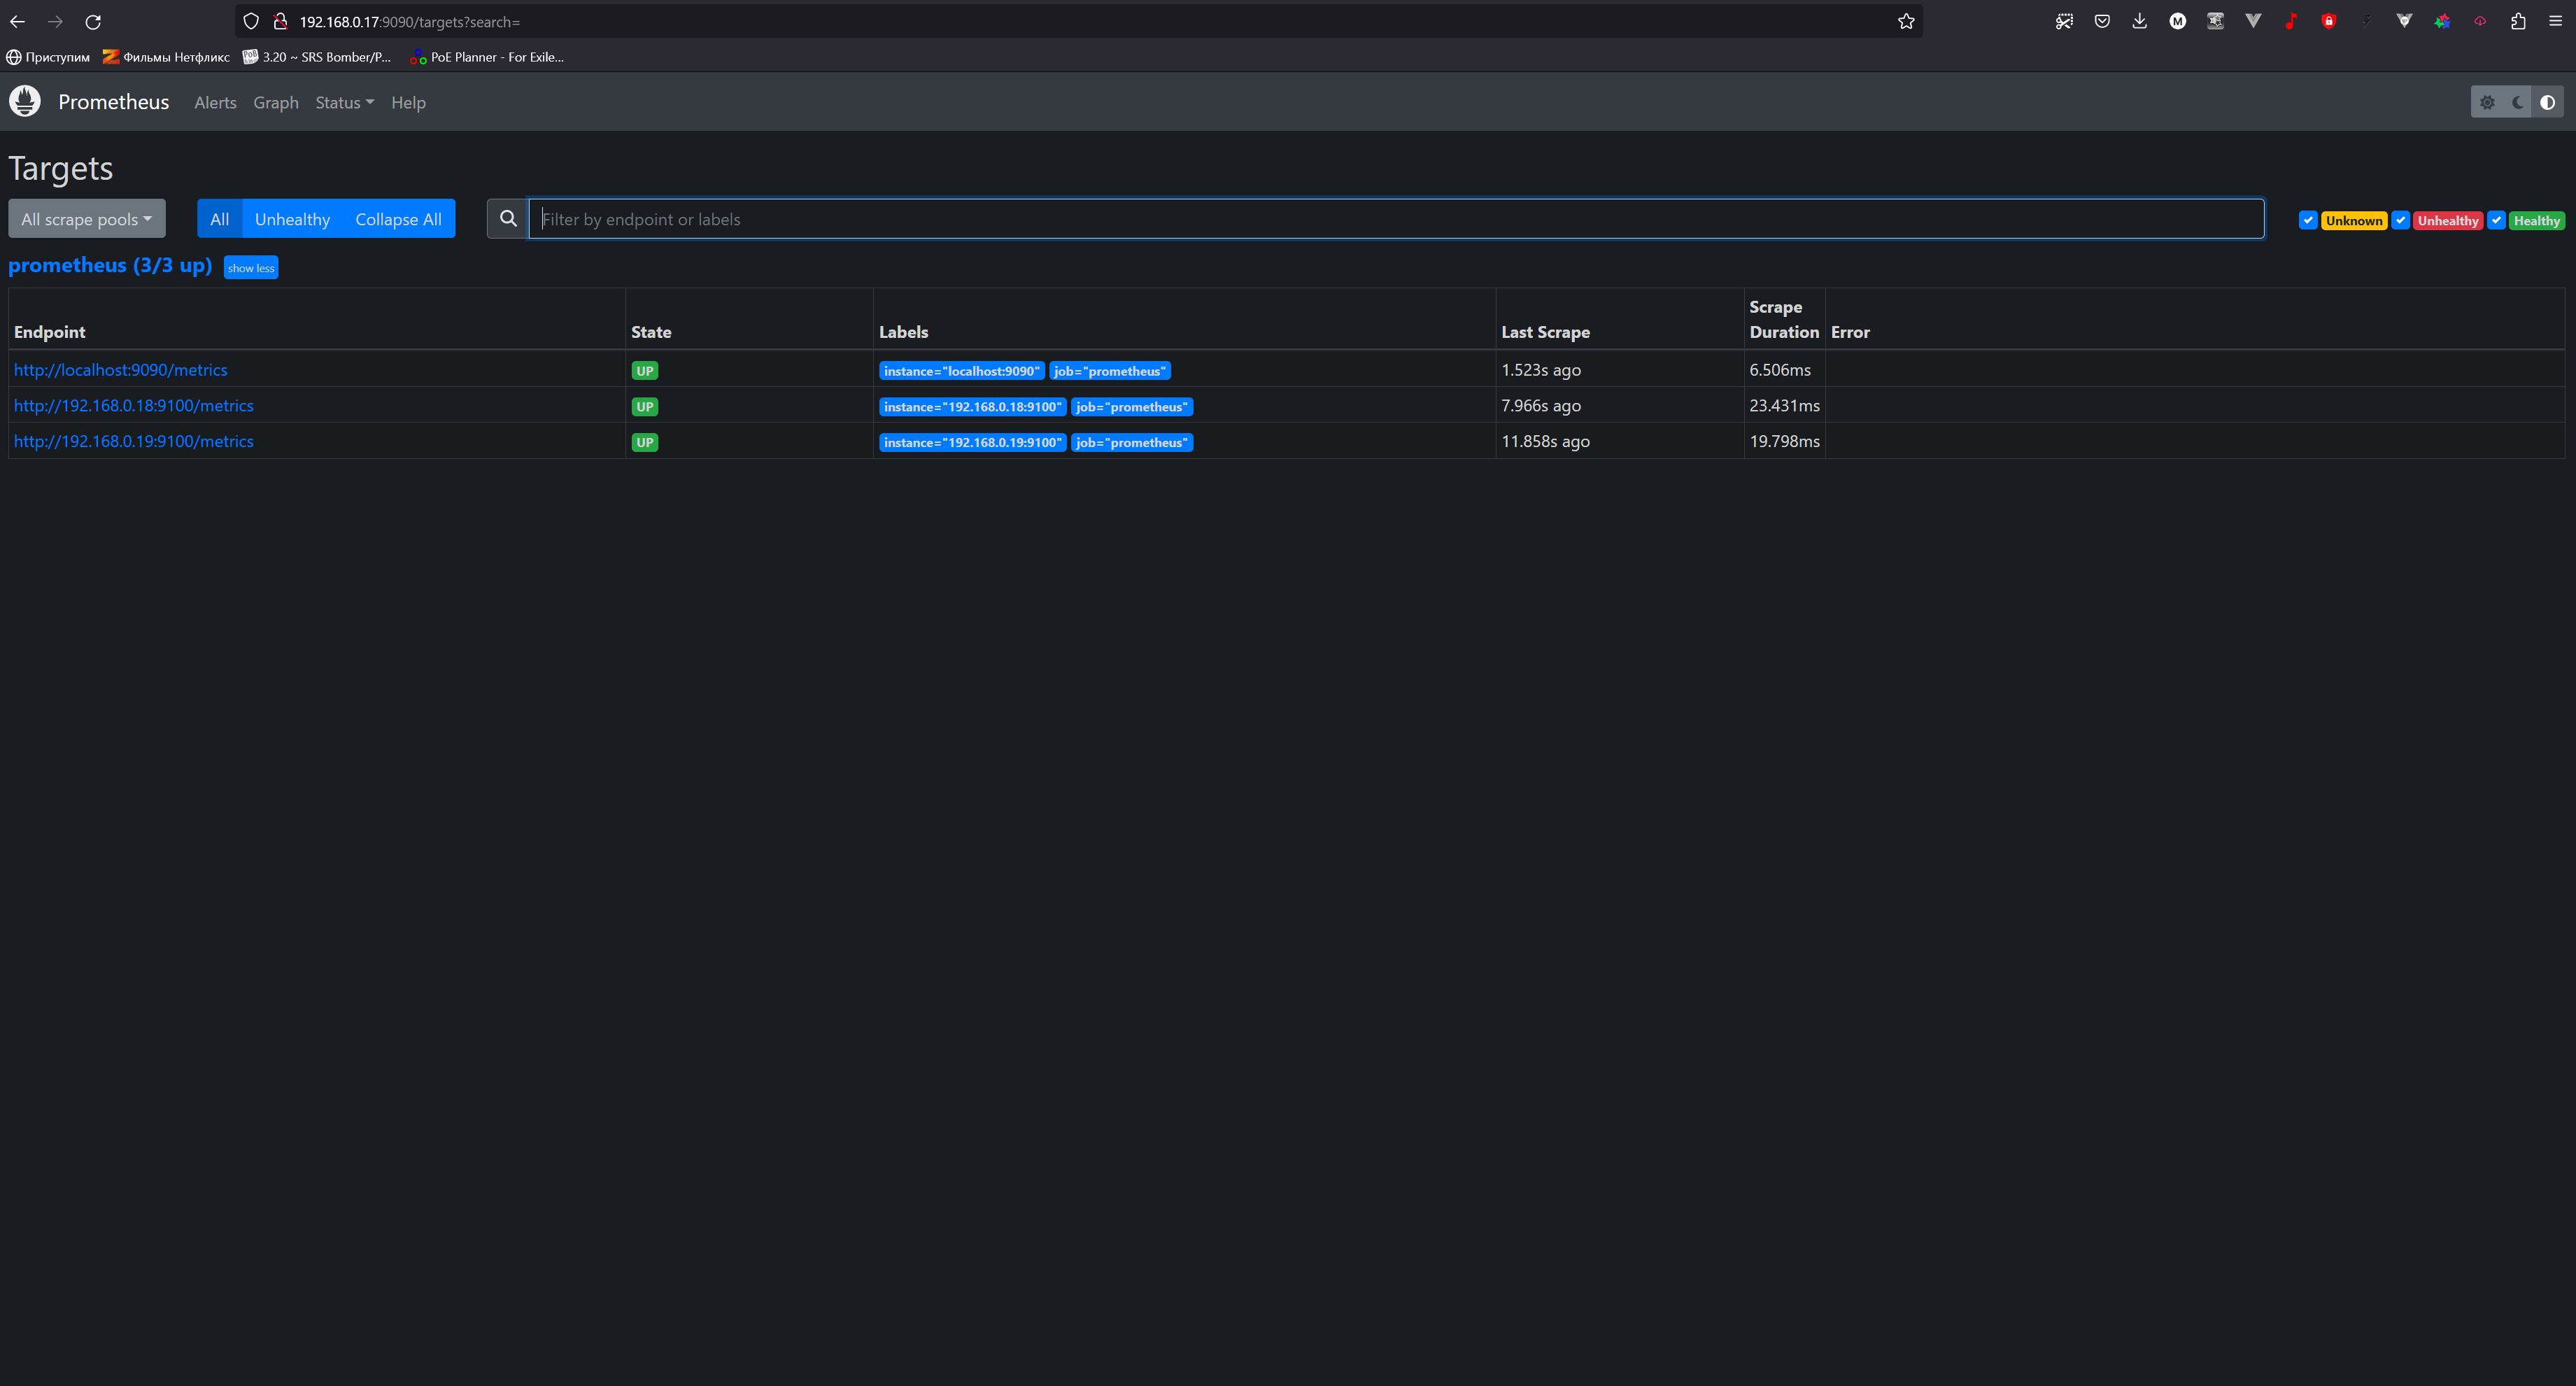 192.168.0.17:9090/targets?search=
Приступим Фильмы Нетфликс 3.20 ~ SRS Bomber/P... PoE Planner - For Exile...
Prometheus Alerts Graph Status Help
Targets
All scrape pools All Unhealthy Collapse All Filter by endpoint or labels Unknown Unhealthy Healthy
prometheus (3/3 up) show less
Endpoint State Labels Last Scrape Scrape Duration Error
http://localhost:9090/metrics UP instance="localhost:9090" job="prometheus" 1.523s ago 6.506ms
http://192.168.0.18:9100/metrics UP instance="192.168.0.18:9100" job="prometheus" 7.966s ago 23.431ms
http://192.168.0.19:9100/metrics UP instance="192.168.0.19:9100" job="prometheus" 11.858s ago 19.798ms